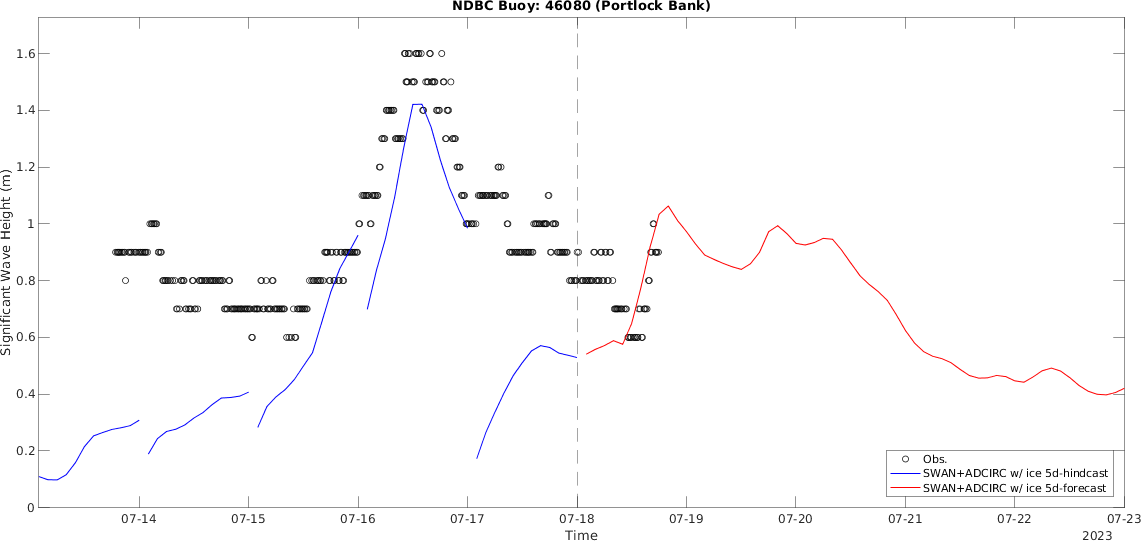 NDBC Buoy: 46080 (Portlock Bank)
Significant Wave Height (m)
1.6
1.4
1.2
1
0.8
0.6
0.4
0.2
0
Obs.
SWAN+ADCIRC w/ ice 5d-hindcast
SWAN+ADCIRC w/ ice 5d-forecast
07-14 07-15 07-16 07-17 07-18 07-19 07-20 07-21 07-22 07-23
Time
2023